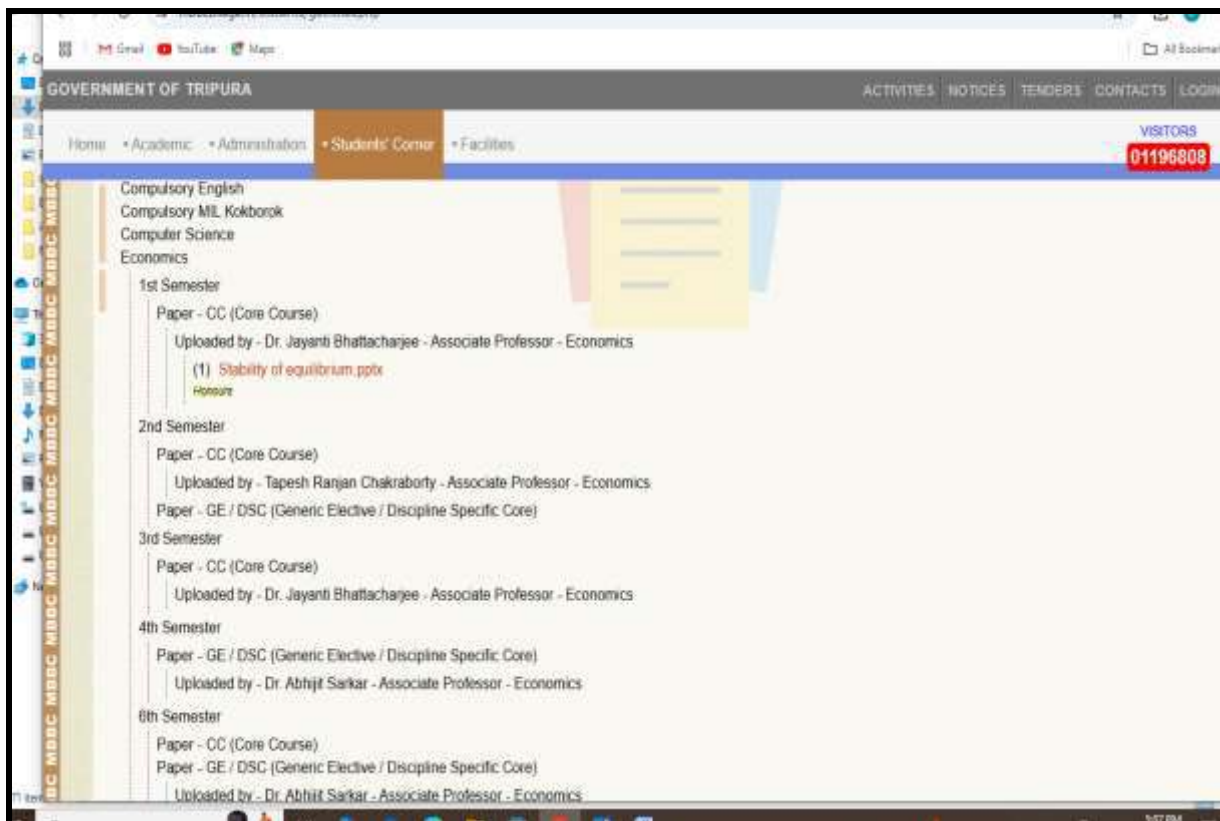 Gmail YouTube Maps All Bookmar
GOVERNMENT OF TRIPURA ACTIVITIES NOTICES TENDERS CONTACTS LOGIN
Home • Academic • Administration • Students' Corner • Facilities VISITORS
01196808
Compulsory English
Compulsory MIL Kokborok
Computer Science
Economics
1st Semester
Paper - CC (Core Course)
Uploaded by - Dr. Jayanti Bhattacharjee - Associate Professor - Economics
(1) Stability of equilibrium.pptx
Honours
2nd Semester
Paper - CC (Core Course)
Uploaded by - Tapesh Ranjan Chakraborty - Associate Professor - Economics
Paper - GE / DSC (Generic Elective / Discipline Specific Core)
3rd Semester
Paper - CC (Core Course)
Uploaded by - Dr. Jayanti Bhattacharjee - Associate Professor - Economics
4th Semester
Paper - GE / DSC (Generic Elective / Discipline Specific Core)
Uploaded by - Dr. Abhijit Sarkar - Associate Professor - Economics
6th Semester
Paper - CC (Core Course)
Paper - GE / DSC (Generic Elective / Discipline Specific Core)
Uploaded by - Dr. Abhijit Sarkar - Associate Professor - Economics
MBBC MBBC MBBC MBBC MBBC MBBC MBBC